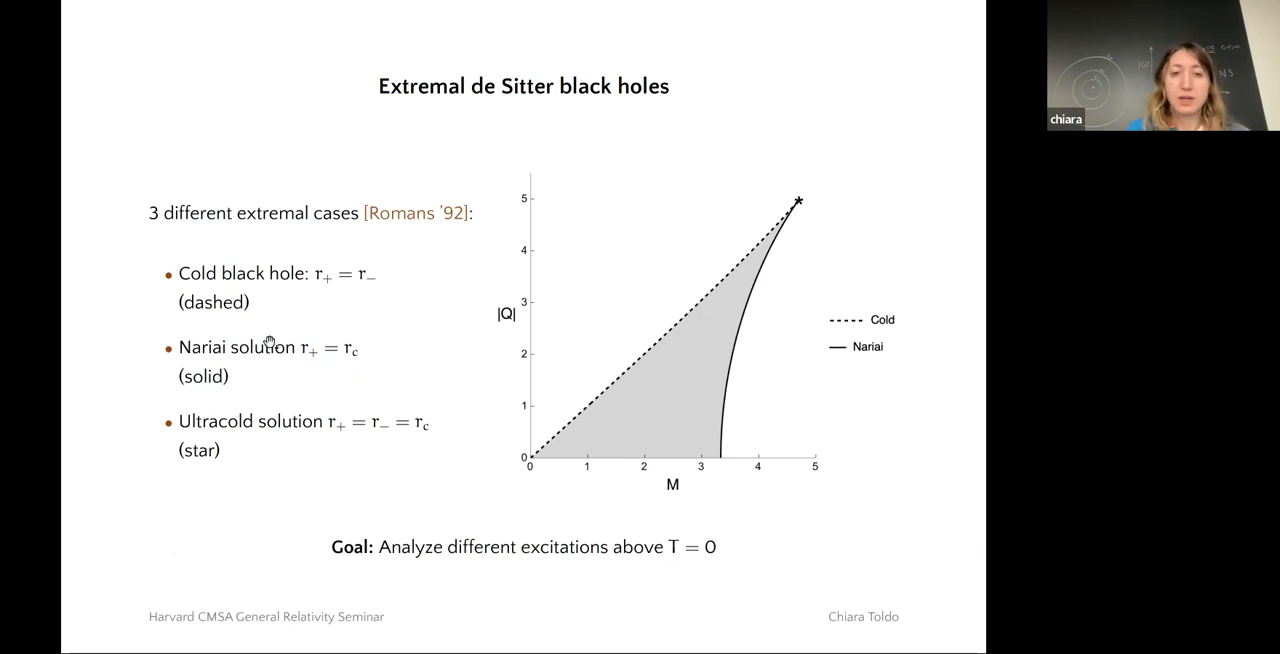 Extremal de Sitter black holes
3 different extremal cases [Romans '92]:
• Cold black hole: r₊ = r₋
(dashed)
• Nariai solution r₊ = r_c
(solid)
• Ultracold solution r₊ = r₋ = r_c
(star)
|Q|
5
4
3
2
1
0
0 1 2 3 4 5
M
Cold
Nariai
Goal: Analyze different excitations above T = 0
Harvard CMSA General Relativity Seminar
Chiara Toldo
chiara
NS